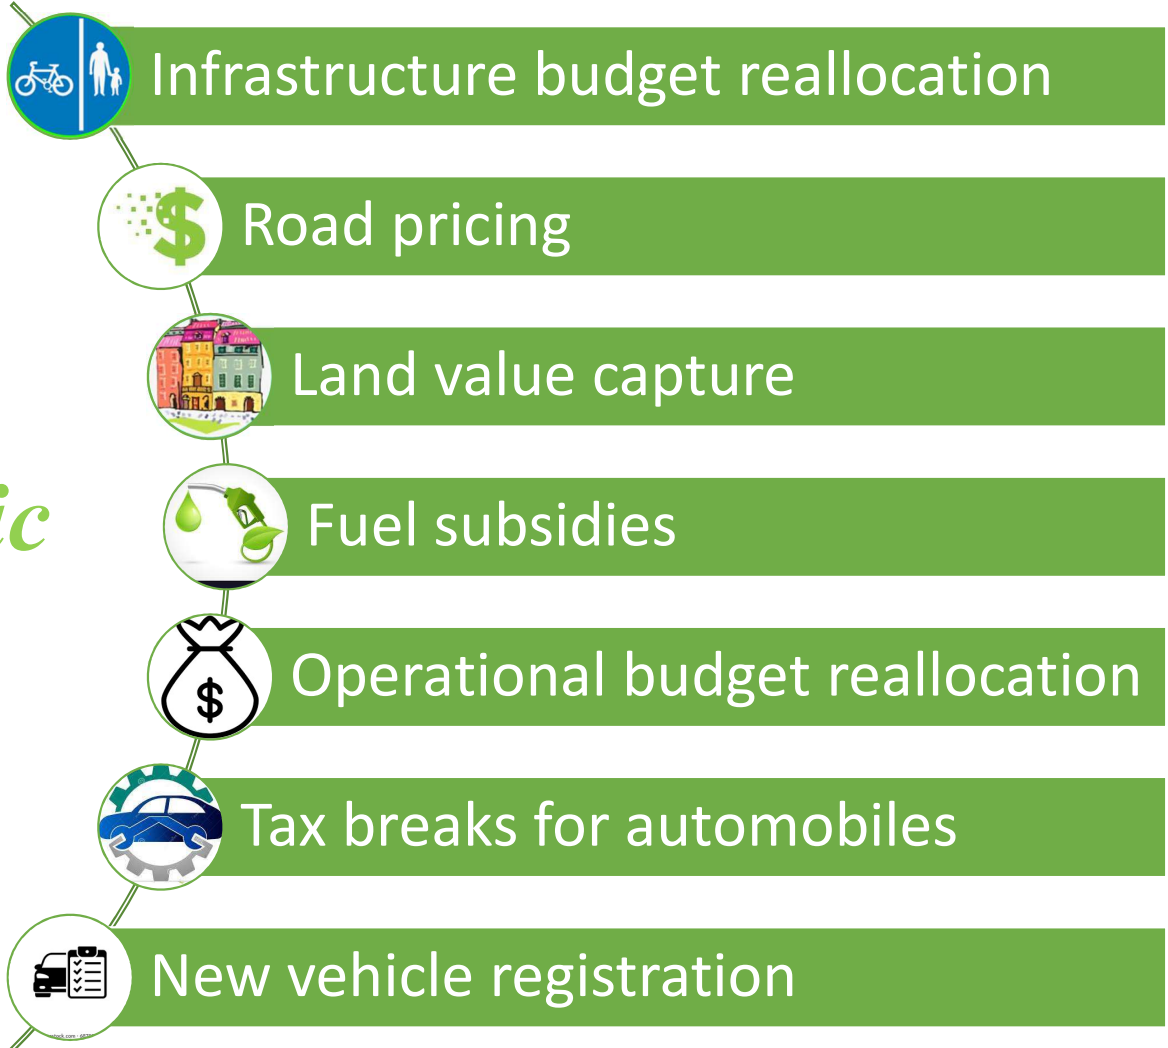 Infrastructure budget reallocation
$
Road pricing
Land value capture
ic
Fuel subsidies
$
Operational budget reallocation
Tax breaks for automobiles
New vehicle registration